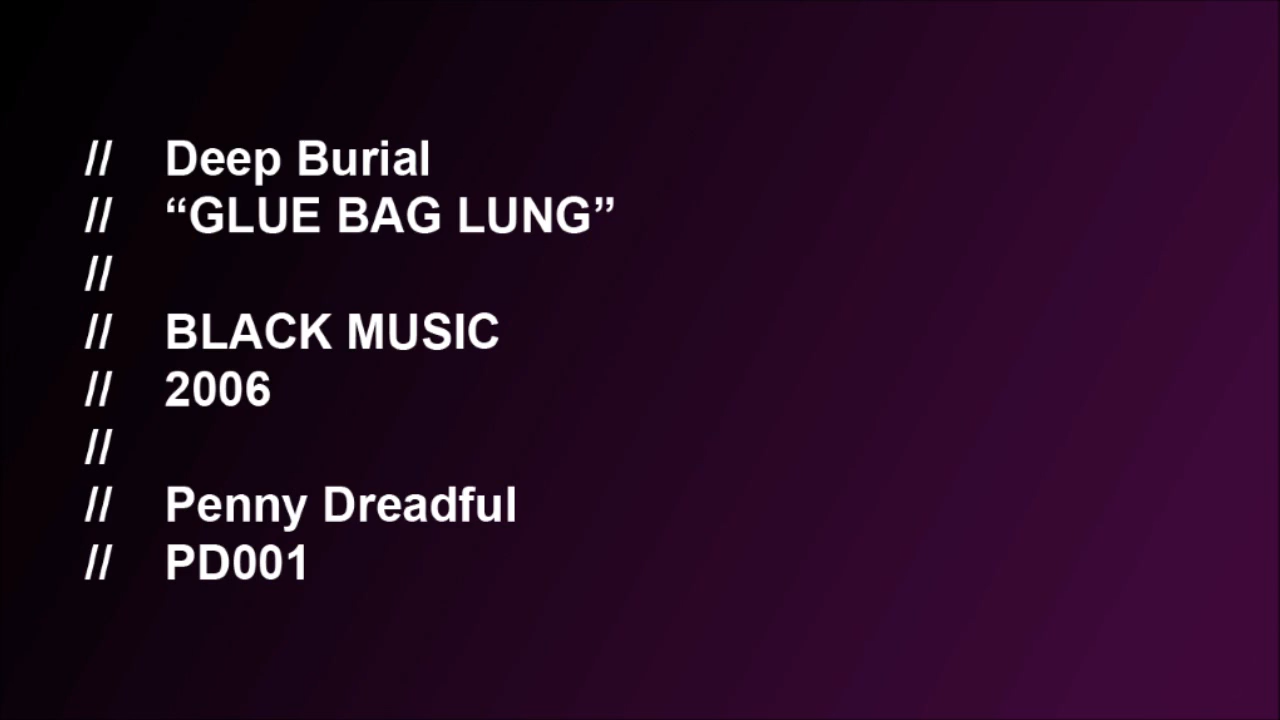 // Deep Burial
// “GLUE BAG LUNG”
//
// BLACK MUSIC
// 2006
//
// Penny Dreadful
// PD001